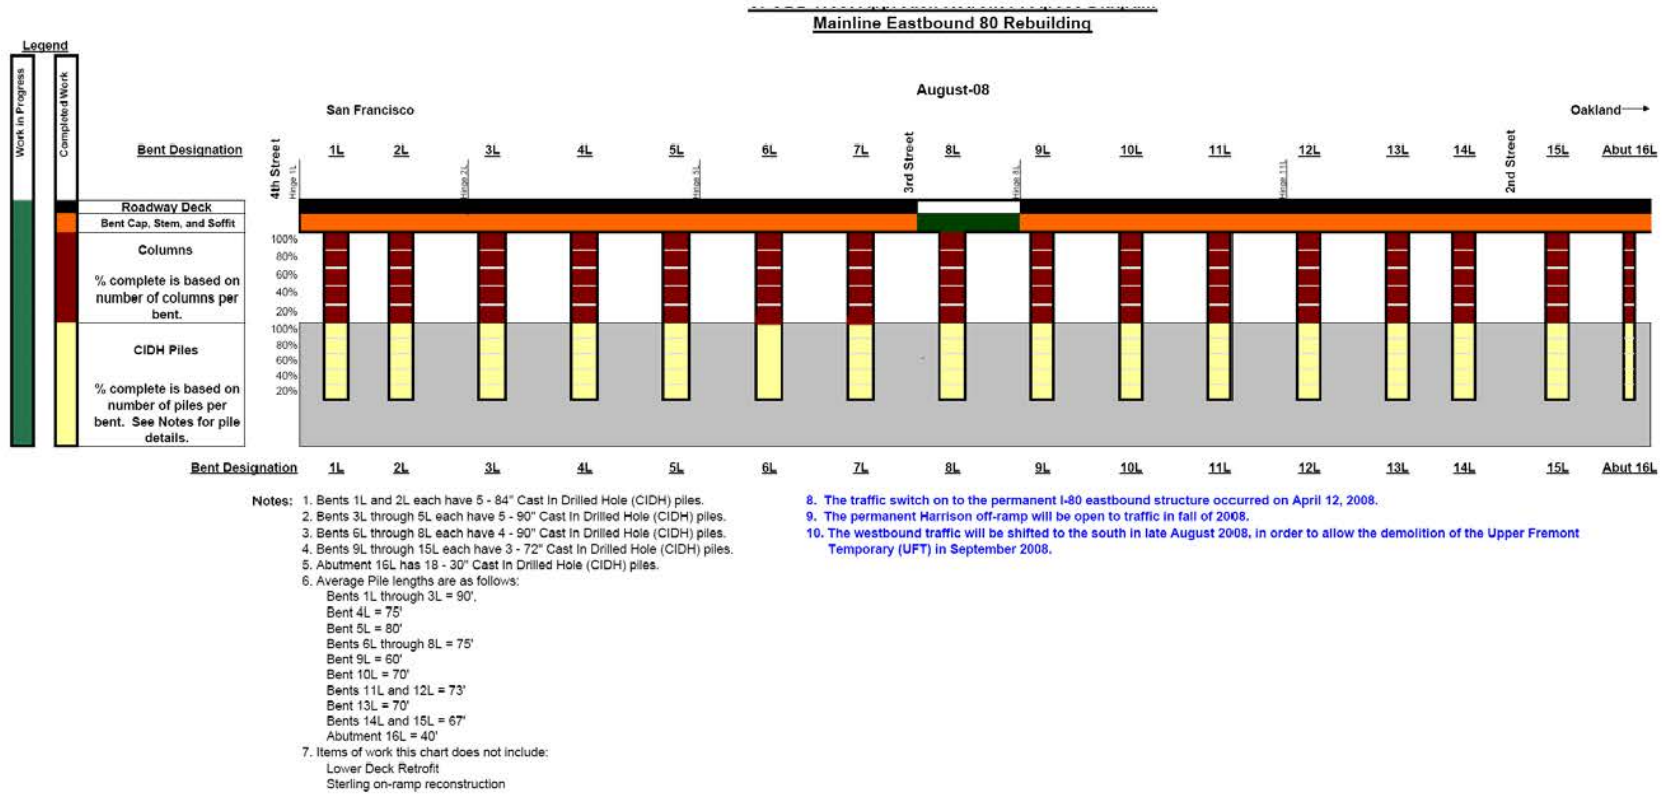 Mainline Eastbound 80 Rebuilding
Legend
Work in Progress
Completed Work
August-08
San Francisco
Oakland
Bent Designation
4th Street
Hinge 1L
1L
2L
Hinge 2L
3L
4L
5L
Hinge 5L
6L
7L
3rd Street
8L
Hinge 8L
9L
10L
11L
Hinge 11L
12L
13L
14L
2nd Street
15L
Abut 16L
Roadway Deck
Bent Cap, Stem, and Soffit
Columns
% complete is based on
number of columns per
bent.
100%
80%
60%
40%
20%
CIDH Piles
% complete is based on
number of piles per
bent. See Notes for pile
details.
100%
80%
60%
40%
20%
Bent Designation
1L
2L
3L
4L
5L
6L
7L
8L
9L
10L
11L
12L
13L
14L
15L
Abut 16L
Notes:
1. Bents 1L and 2L each have 5 - 84" Cast In Drilled Hole (CIDH) piles.
2. Bents 3L through 5L each have 5 - 90" Cast In Drilled Hole (CIDH) piles.
3. Bents 6L through 8L each have 4 - 90" Cast In Drilled Hole (CIDH) piles.
4. Bents 9L through 15L each have 3 - 72" Cast In Drilled Hole (CIDH) piles.
5. Abutment 16L has 18 - 30" Cast In Drilled Hole (CIDH) piles.
6. Average Pile lengths are as follows:
Bents 1L through 3L = 90',
Bent 4L = 75'
Bent 5L = 80'
Bents 6L through 8L = 75'
Bent 9L = 60'
Bent 10L = 70'
Bents 11L and 12L = 73'
Bent 13L = 70'
Bents 14L and 15L = 67'
Abutment 16L = 40'
7. Items of work this chart does not include:
Lower Deck Retrofit
Sterling on-ramp reconstruction
8. The traffic switch on to the permanent I-80 eastbound structure occurred on April 12, 2008.
9. The permanent Harrison off-ramp will be open to traffic in fall of 2008.
10. The westbound traffic will be shifted to the south in late August 2008, in order to allow the demolition of the Upper Fremont
Temporary (UFT) in September 2008.